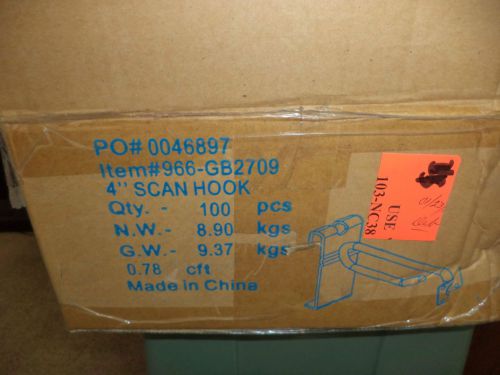 PO# 0046897
Item#966-GB2709
4'' SCAN HOOK
Qty. - 100 pcs
N.W. - 8.90 kgs
G.W. - 9.37 kgs
0.78 cft
Made in China
USE
103-NC38